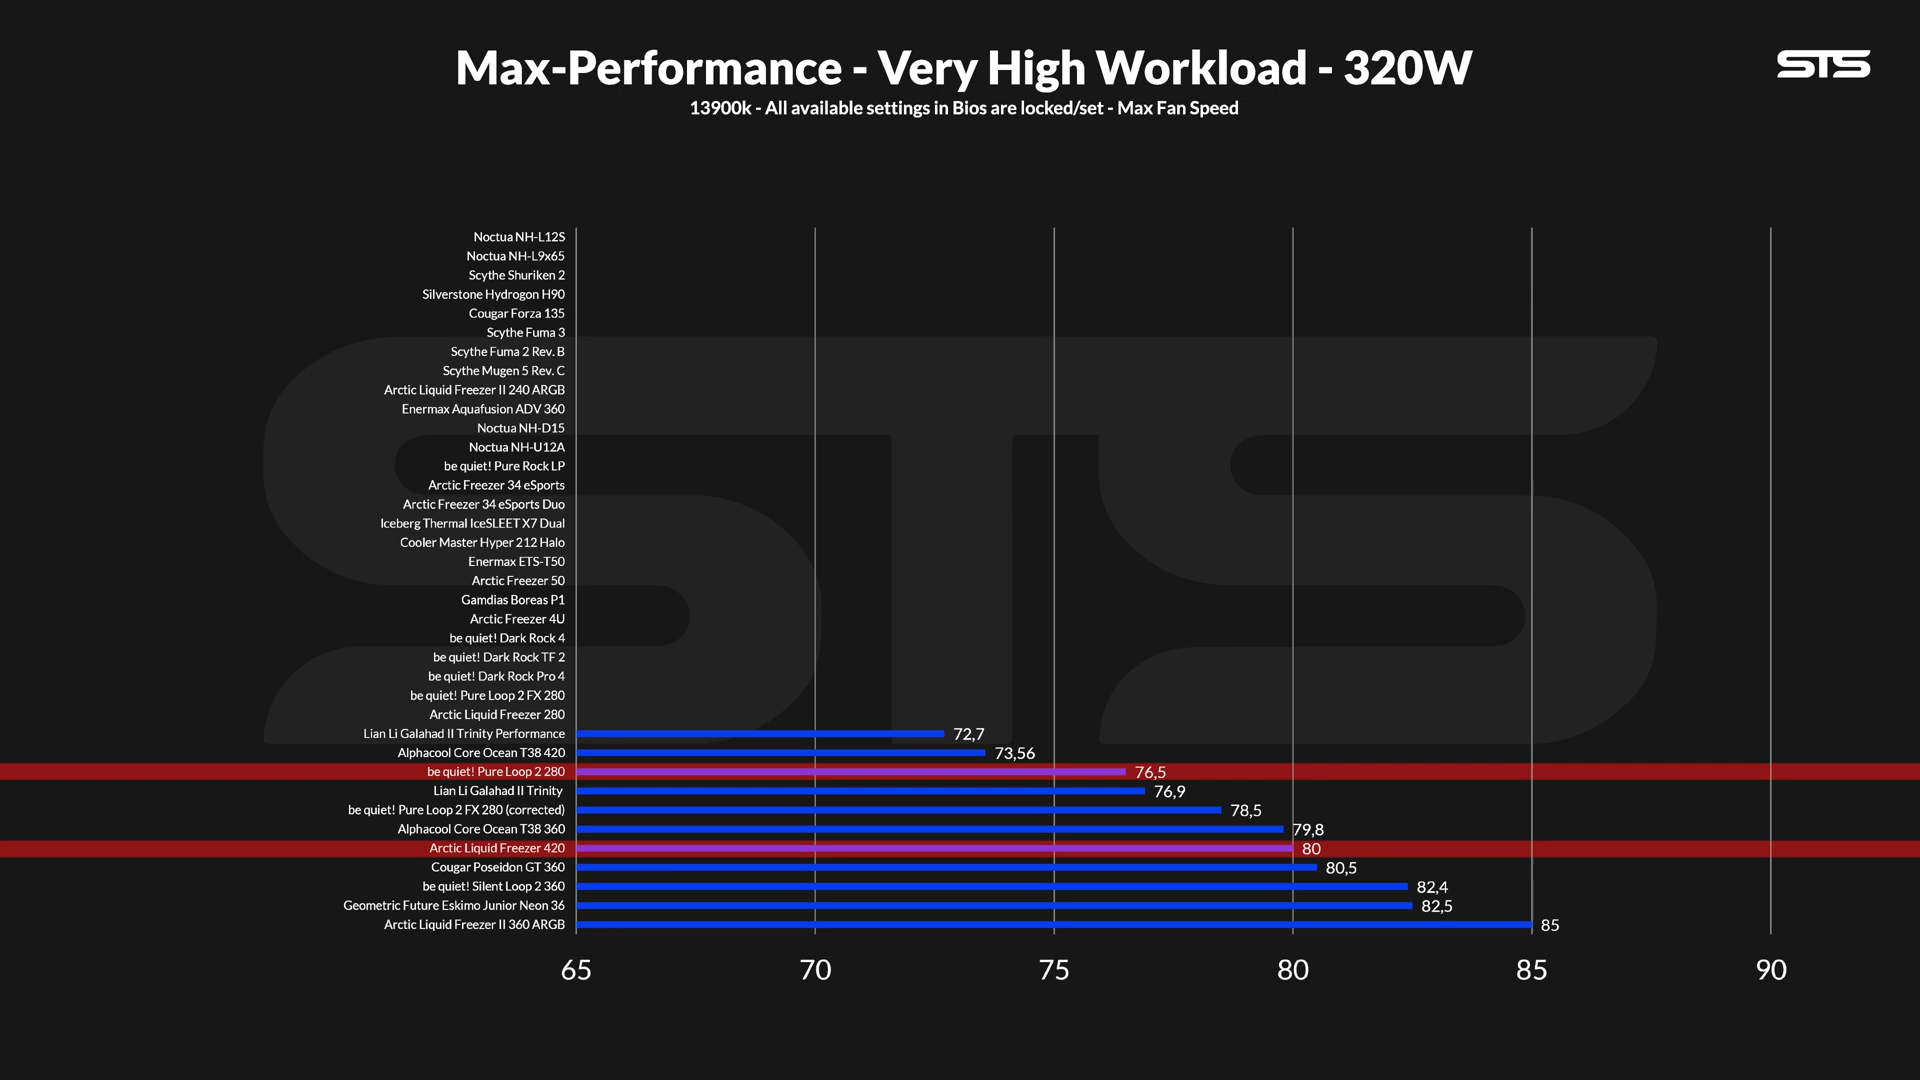 Max-Performance - Very High Workload - 320W
STS
13900k - All available settings in Bios are locked/set - Max Fan Speed
Noctua NH-L12S
Noctua NH-L9x65
Scythe Shuriken 2
Silverstone Hydrogon H90
Cougar Forza 135
Scythe Fuma 3
Scythe Fuma 2 Rev. B
Scythe Mugen 5 Rev. C
Arctic Liquid Freezer II 240 ARGB
Enermax Aquafusion ADV 360
Noctua NH-D15
Noctua NH-U12A
be quiet! Pure Rock LP
Arctic Freezer 34 eSports
Arctic Freezer 34 eSports Duo
Iceberg Thermal IceSLEET X7 Dual
Cooler Master Hyper 212 Halo
Enermax ETS-T50
Arctic Freezer 50
Gamdias Boreas P1
Arctic Freezer 4U
be quiet! Dark Rock 4
be quiet! Dark Rock TF 2
be quiet! Dark Rock Pro 4
be quiet! Pure Loop 2 FX 280
Arctic Liquid Freezer 280
Lian Li Galahad II Trinity Performance 72,7
Alphacool Core Ocean T38 420 73,56
be quiet! Pure Loop 2 280 76,5
Lian Li Galahad II Trinity 76,9
be quiet! Pure Loop 2 FX 280 (corrected) 78,5
Alphacool Core Ocean T38 360 79,8
Arctic Liquid Freezer 420 80
Cougar Poseidon GT 360 80,5
be quiet! Silent Loop 2 360 82,4
Geometric Future Eskimo Junior Neon 36 82,5
Arctic Liquid Freezer II 360 ARGB 85
65 70 75 80 85 90
STS